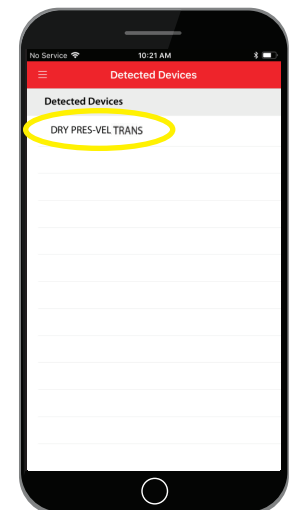 No Service 10:21 AM
Detected Devices
Detected Devices
DRY PRES-VEL TRANS